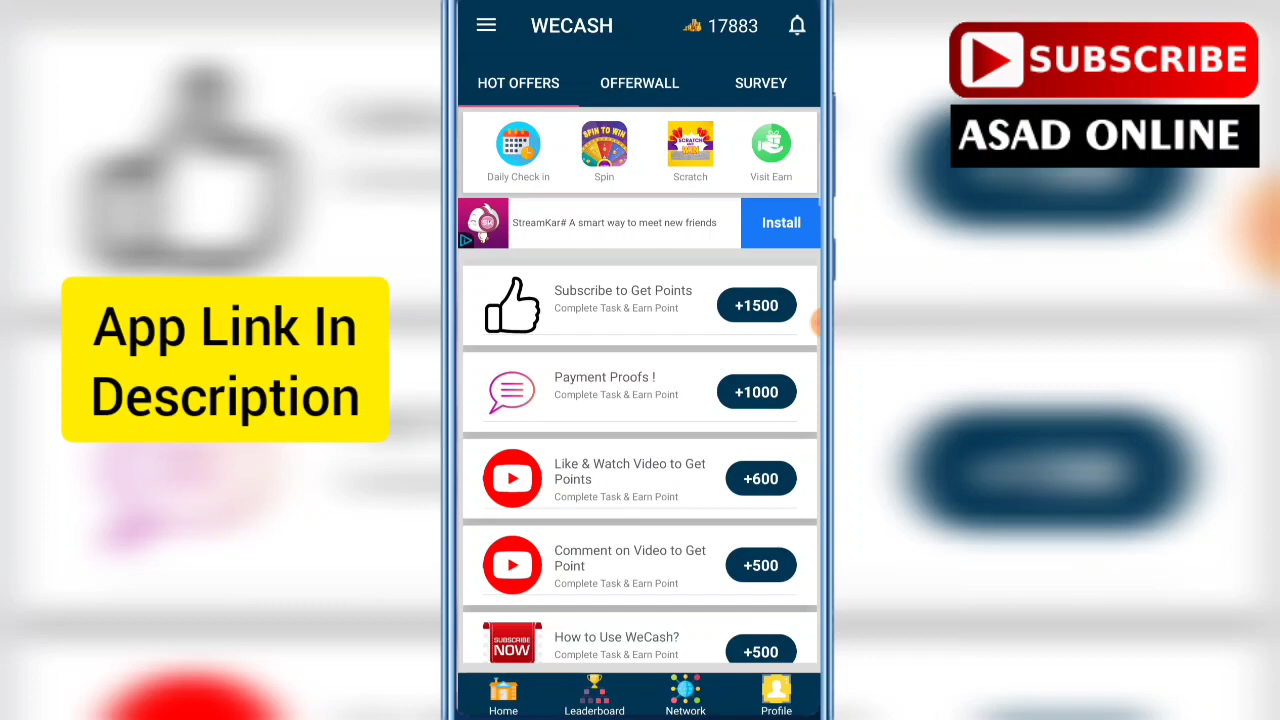 WECASH
17883
HOT OFFERS
OFFERWALL
SURVEY
SPIN TO WIN
SCRATCH
Daily Check in
Spin
Scratch
Visit Earn
StreamKar# A smart way to meet new friends
Install
Subscribe to Get Points
Complete Task & Earn Point
+1500
Payment Proofs !
Complete Task & Earn Point
+1000
Like & Watch Video to Get
Points
Complete Task & Earn Point
+600
Comment on Video to Get
Point
Complete Task & Earn Point
+500
SUBSCRIBE
NOW
How to Use WeCash?
Complete Task & Earn Point
+500
Home
Leaderboard
Network
Profile
App Link In
Description
SUBSCRIBE
ASAD ONLINE